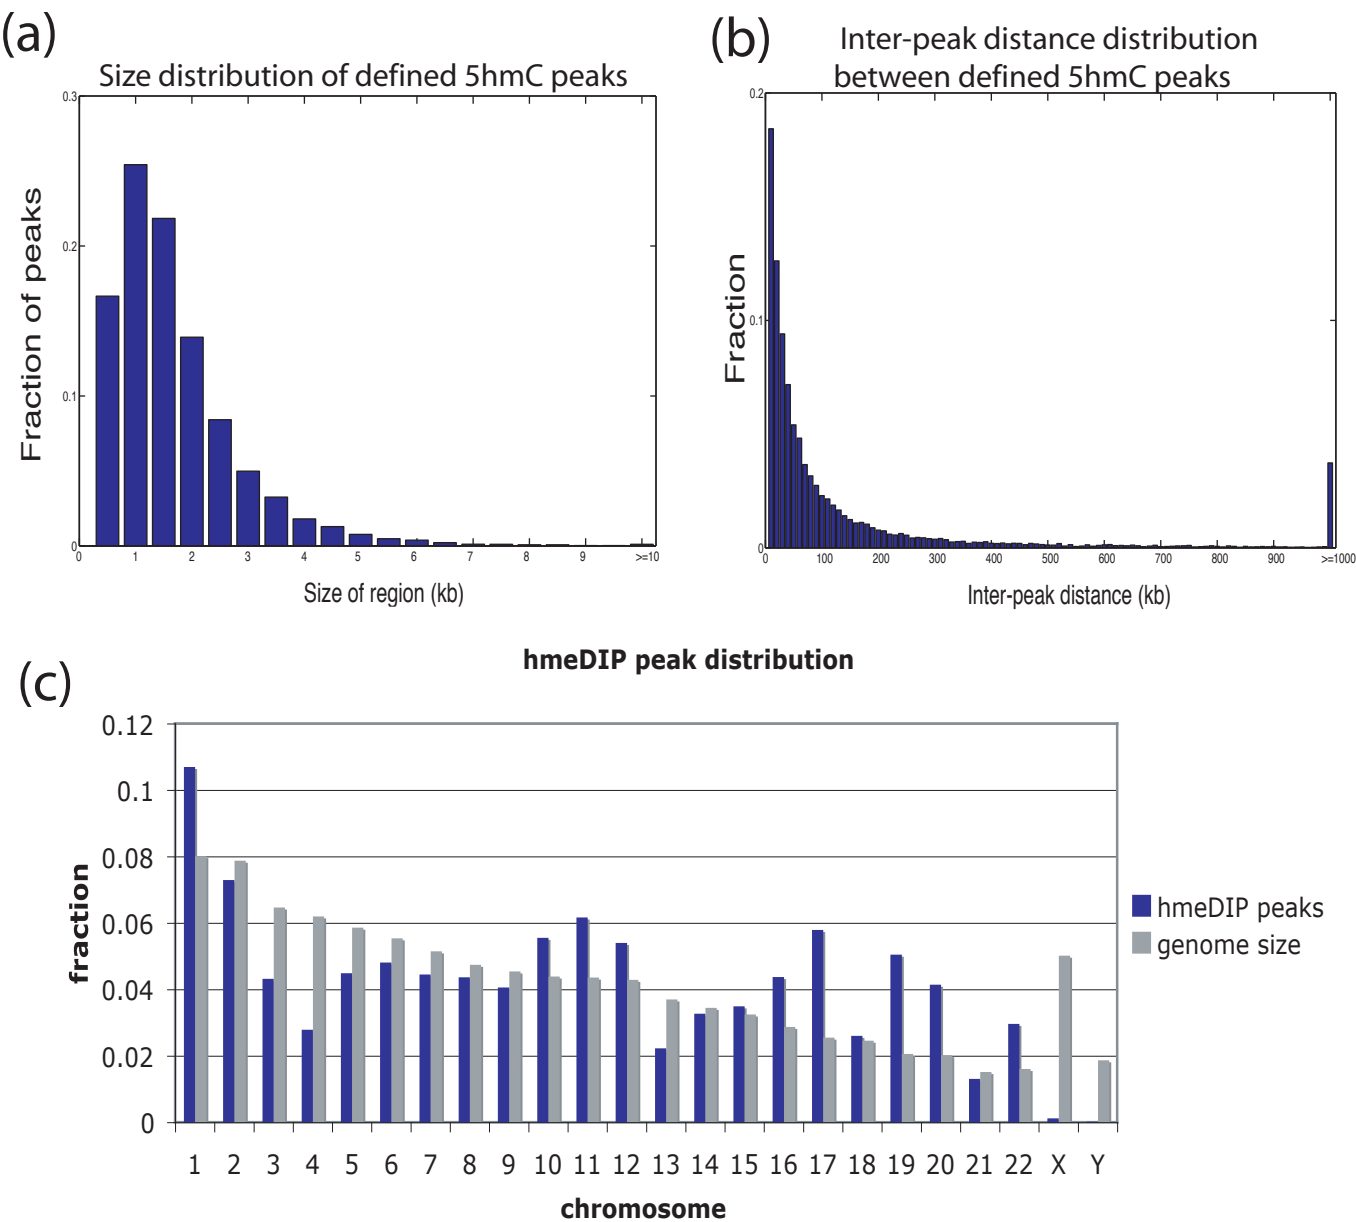 (a)
Size distribution of defined 5hmC peaks
0.3
0.2
0.1
0
Fraction of peaks
0 1 2 3 4 5 6 7 8 9 >=10
Size of region (kb)
(b)
Inter-peak distance distribution
between defined 5hmC peaks
0.2
0.1
0
Fraction
0 100 200 300 400 500 600 700 800 900 >=1000
Inter-peak distance (kb)
(c)
hmeDIP peak distribution
0.12
0.1
0.08
0.06
0.04
0.02
0
fraction
1 2 3 4 5 6 7 8 9 10 11 12 13 14 15 16 17 18 19 20 21 22 X Y
chromosome
hmeDIP peaks
genome size